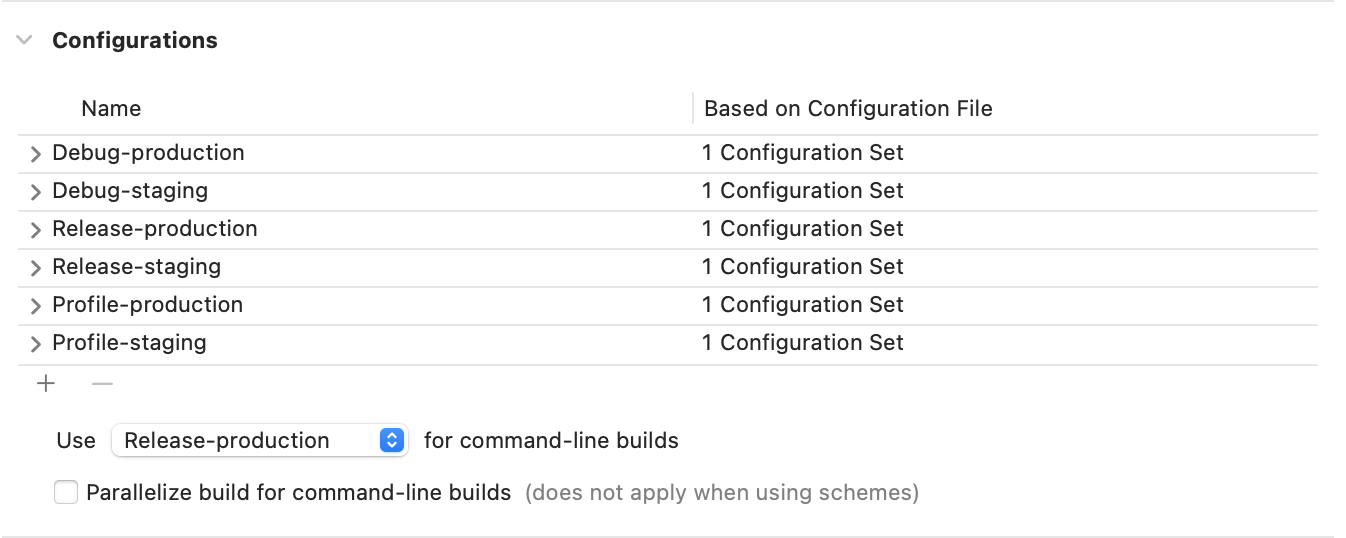 Configurations
Name Based on Configuration File
Debug-production 1 Configuration Set
Debug-staging 1 Configuration Set
Release-production 1 Configuration Set
Release-staging 1 Configuration Set
Profile-production 1 Configuration Set
Profile-staging 1 Configuration Set
Use Release-production for command-line builds
Parallelize build for command-line builds (does not apply when using schemes)